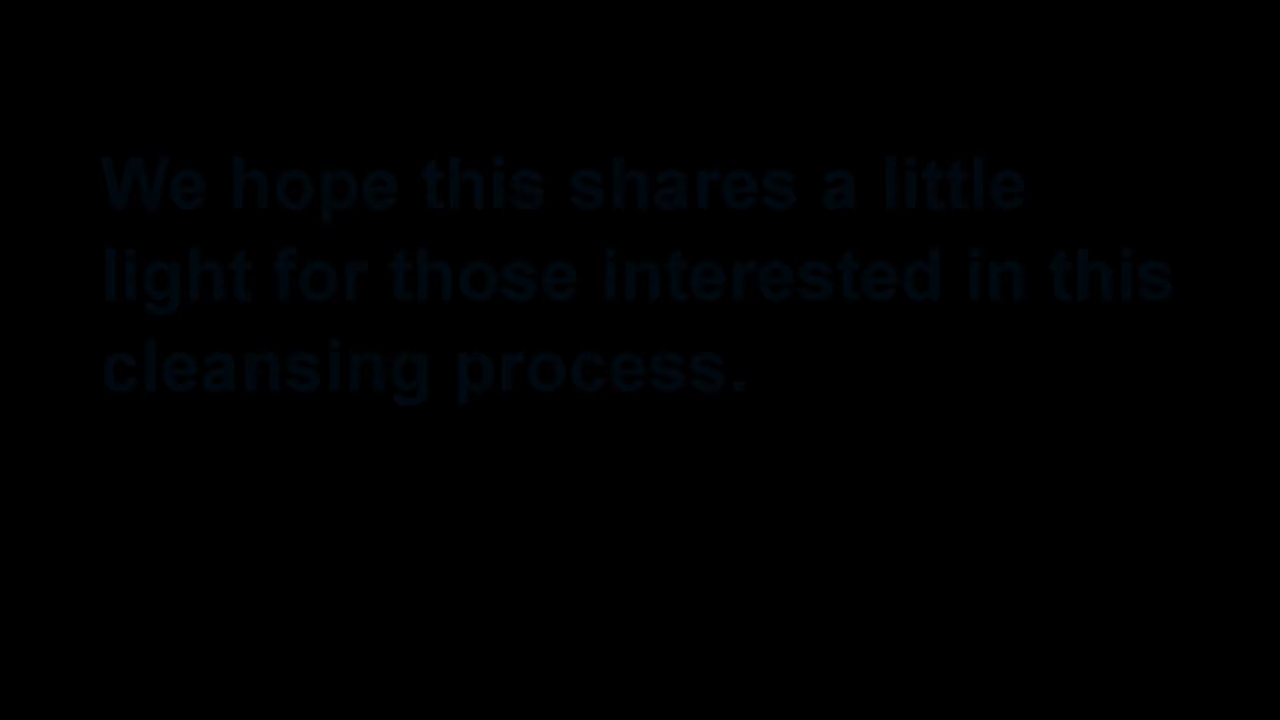 We hope this shares a little
light for those interested in this
cleansing process.